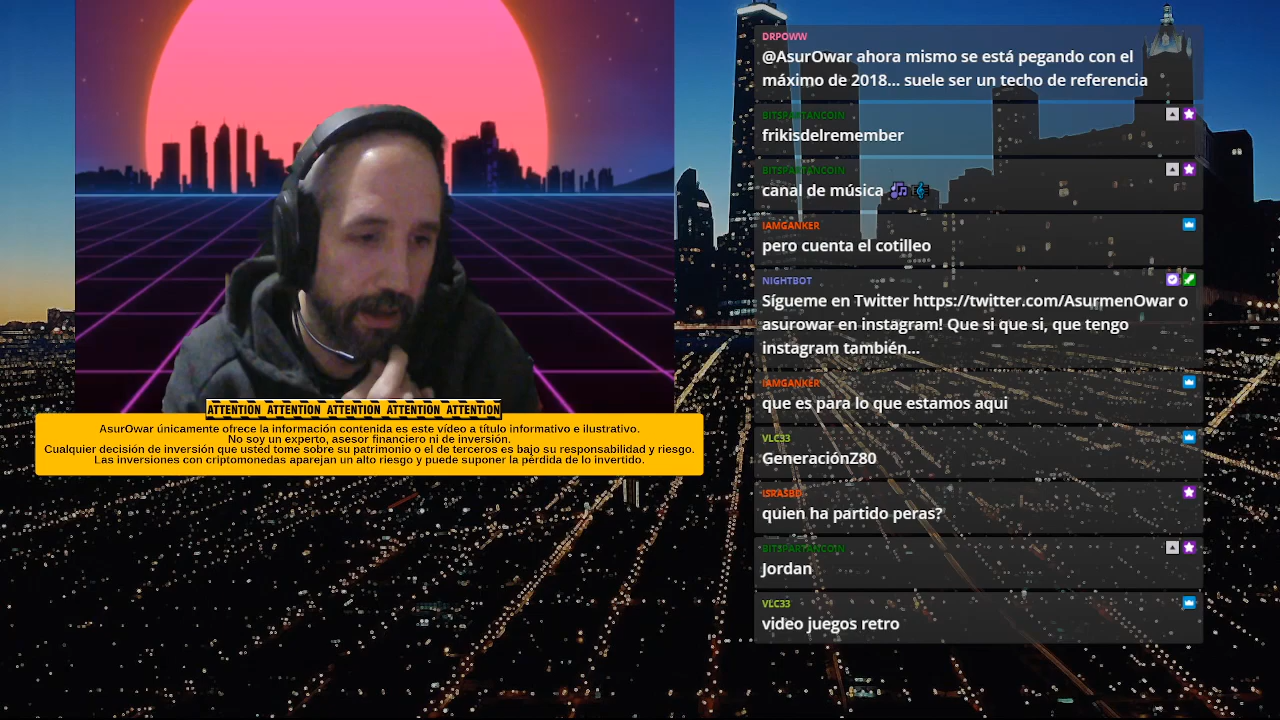 DRPOWW
@AsurOwar ahora mismo se está pegando con el
máximo de 2018... suele ser un techo de referencia
BITSPARTANCOIN
frikisdelremember
BITSPARTANCOIN
canal de música
IAMGANKER
pero cuenta el cotilleo
NIGHTBOT
Sígueme en Twitter https://twitter.com/AsurmenOwar o
asurowar en instagram! Que si que si, que tengo
instagram también...
IAMGANKER
que es para lo que estamos aqui
VLC33
GeneraciónZ80
ISRASBD
quien ha partido peras?
BITSPARTANCOIN
Jordan
VLC33
video juegos retro
ATTENTION ATTENTION ATTENTION ATTENTION ATTENTION
AsurOwar únicamente ofrece la información contenida es este vídeo a título informativo e ilustrativo.
No soy un experto, asesor financiero ni de inversión.
Cualquier decisión de inversión que usted tome sobre su patrimonio o el de terceros es bajo su responsabilidad y riesgo.
Las inversiones con criptomonedas aparejan un alto riesgo y puede suponer la pérdida de lo invertido.